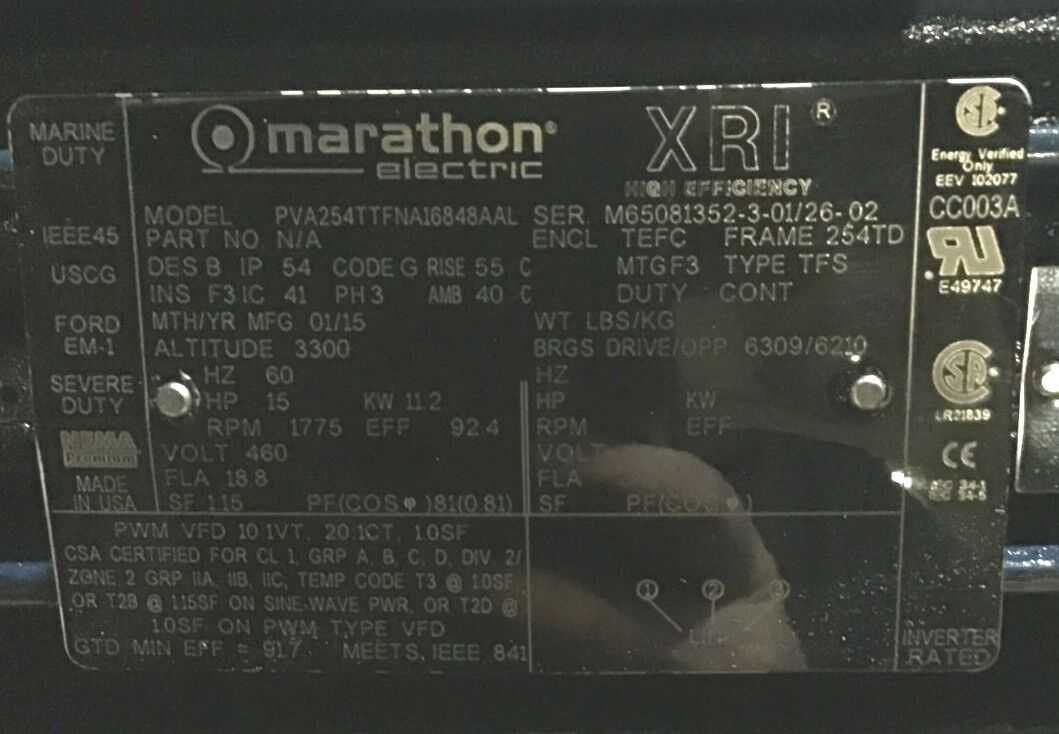 MARINE DUTY
IEEE45
USCG
FORD EM-1
SEVERE DUTY
NEMA Premium
MADE IN USA
marathon®
electric
XRI®
HIGH EFFICIENCY
MODEL PVA254TTFNA16848AAL SER. M65081352-3-01/26-02
PART NO N/A ENCL TEFC FRAME 254TD
DES B IP 54 CODE G RISE 55 C MTG F3 TYPE TFS
INS F3 IC 41 PH 3 AMB 40 C DUTY CONT
MTH/YR MFG 01/15 WT LBS/KG
ALTITUDE 3300 BRGS DRIVE/OPP 6309/6210
HZ 60 HZ
HP 15 KW 11.2 HP KW
RPM 1775 EFF 92.4 RPM EFF
VOLT 460 VOLT
FLA 18.8 FLA
SF 1.15 PF(COS φ)81(0.81) SF PF(COS φ)
PWM VFD 10:1VT, 20:1CT, 1.0SF
CSA CERTIFIED FOR CL 1, GRP A, B, C, D, DIV. 2/
ZONE 2 GRP IIA, IIB, IIC, TEMP CODE T3 @ 1.0SF
OR T2B @ 1.15SF ON SINE-WAVE PWR, OR T2D @
1.0SF ON PWM TYPE VFD
GTD MIN EFF = 91.7 MEETS IEEE 841
1 2 3
Energy Verified
Only
EEV 102077
CC003A
E49747
LR21839
CE
IEC 34-1
INVERTER
RATED